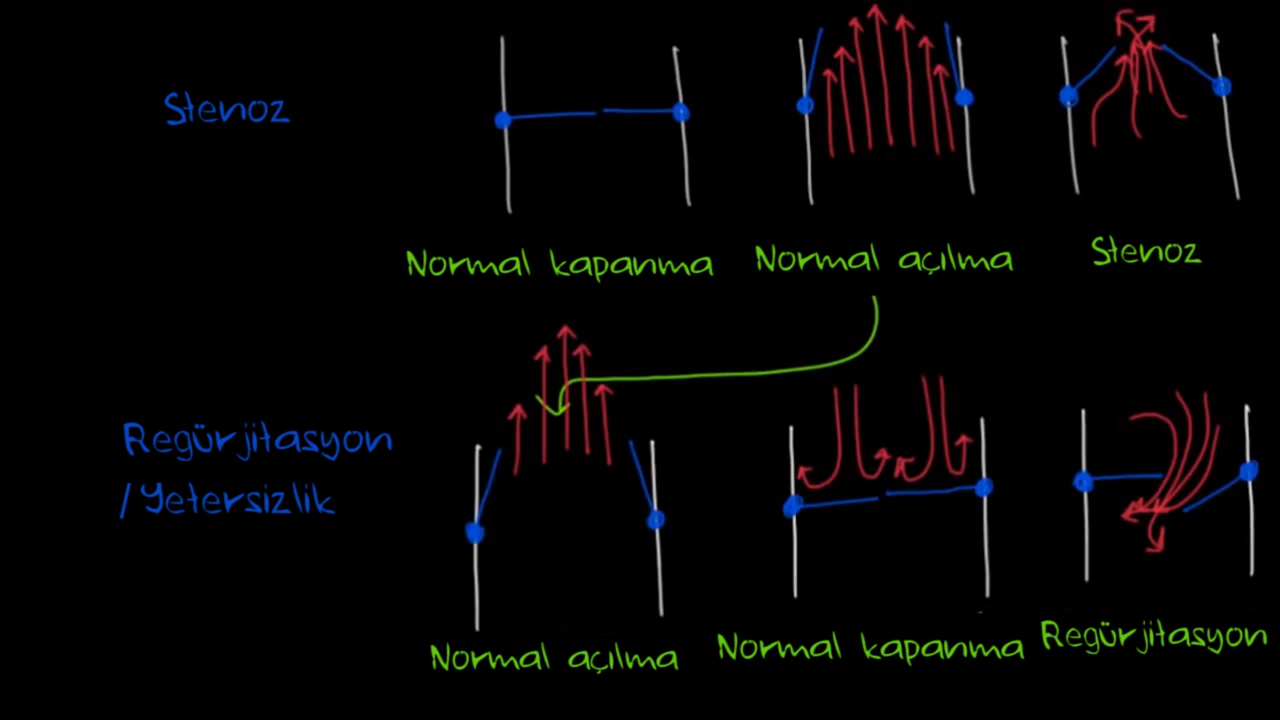 Stenoz
Normal kapanma
Normal açılma
Stenoz
Regürjitasyon
/Yetersizlik
Normal açılma
Normal kapanma
Regürjitasyon